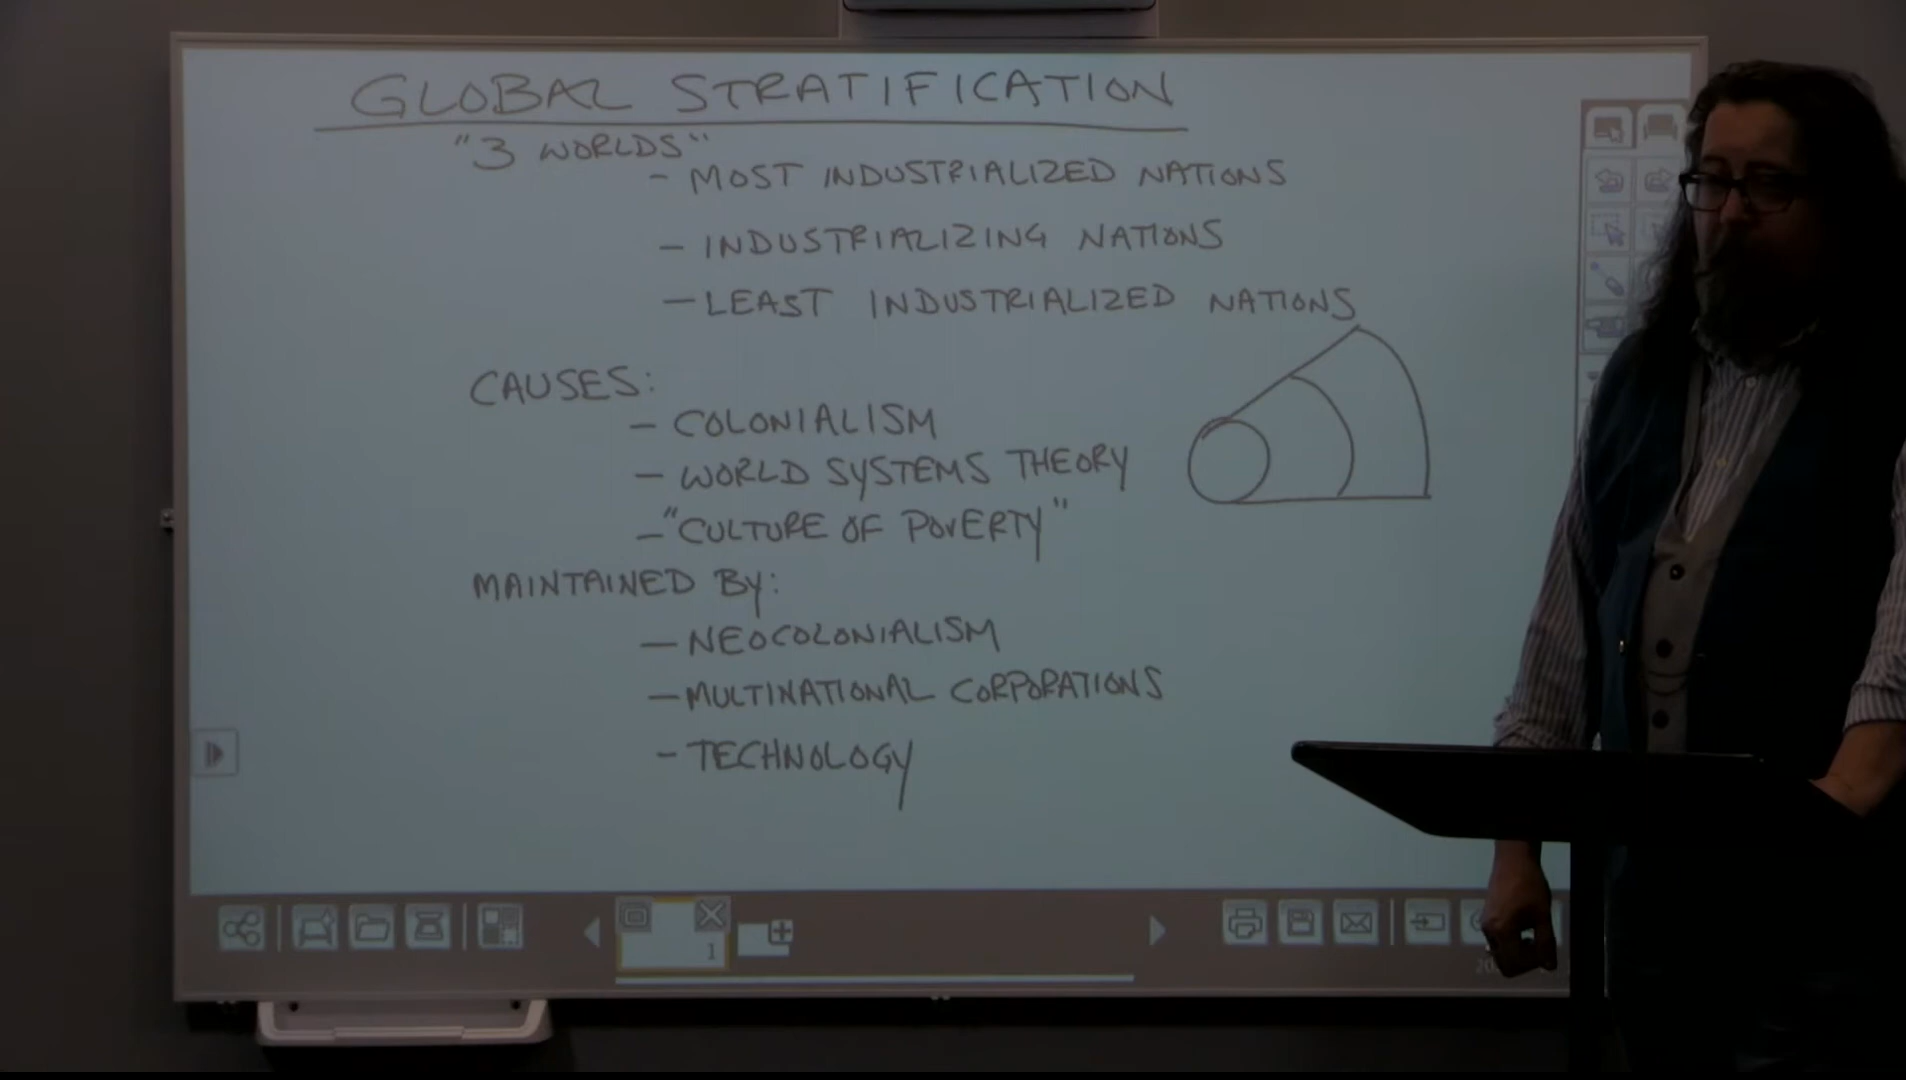 GLOBAL STRATIFICATION
"3 WORLDS"
- MOST INDUSTRIALIZED NATIONS
- INDUSTRIALIZING NATIONS
- LEAST INDUSTRIALIZED NATIONS
CAUSES:
- COLONIALISM
- WORLD SYSTEMS THEORY
- "CULTURE OF POVERTY"
MAINTAINED BY:
- NEOCOLONIALISM
- MULTINATIONAL CORPORATIONS
- TECHNOLOGY
1